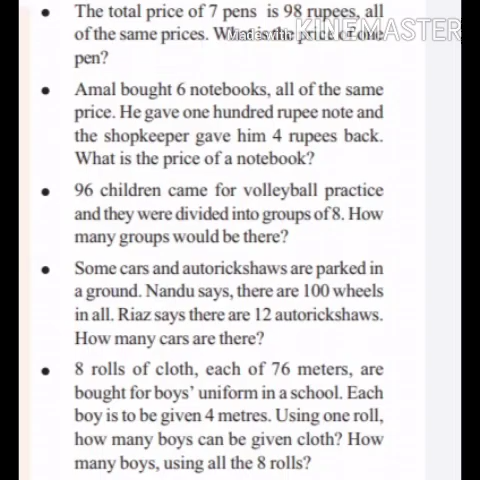 • The total price of 7 pens is 98 rupees, all
of the same prices. What is the price of one
pen?
Made with KINEMASTER
• Amal bought 6 notebooks, all of the same
price. He gave one hundred rupee note and
the shopkeeper gave him 4 rupees back.
What is the price of a notebook?
• 96 children came for volleyball practice
and they were divided into groups of 8. How
many groups would be there?
• Some cars and autorickshaws are parked in
a ground. Nandu says, there are 100 wheels
in all. Riaz says there are 12 autorickshaws.
How many cars are there?
• 8 rolls of cloth, each of 76 meters, are
bought for boys' uniform in a school. Each
boy is to be given 4 metres. Using one roll,
how many boys can be given cloth? How
many boys, using all the 8 rolls?